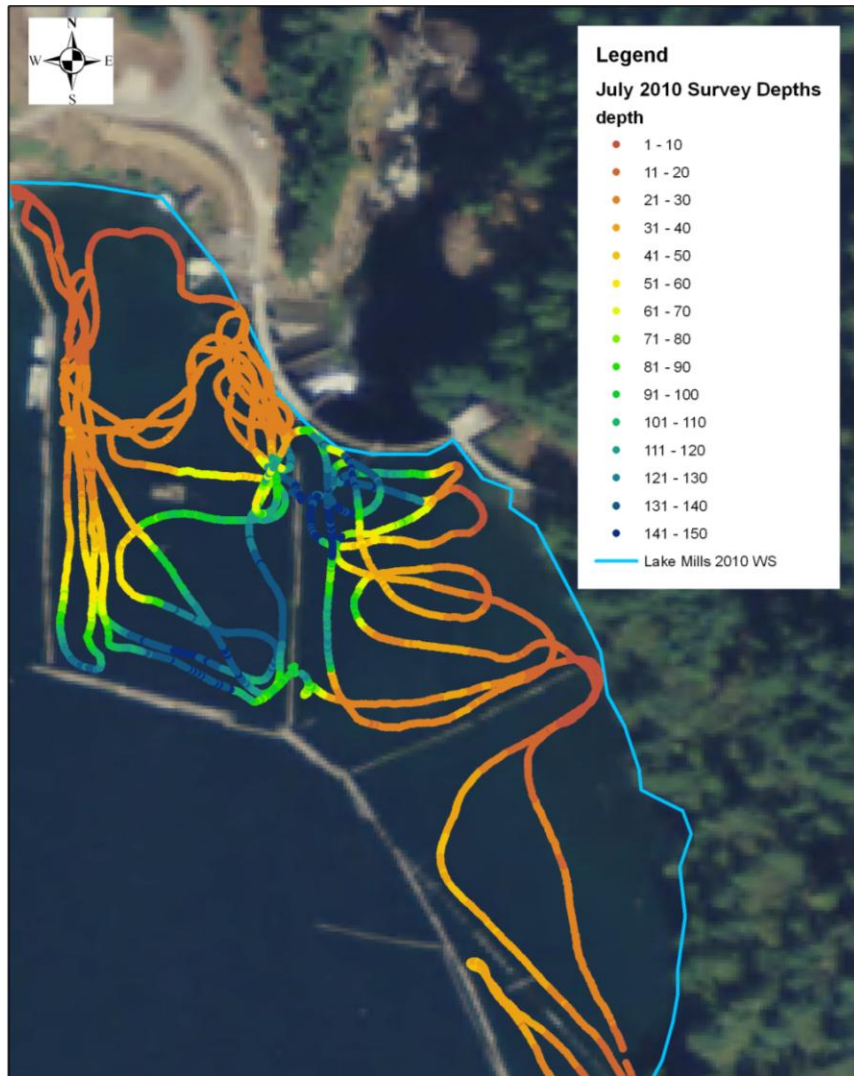 N
W E
S
Legend
July 2010 Survey Depths
depth
1 - 10
11 - 20
21 - 30
31 - 40
41 - 50
51 - 60
61 - 70
71 - 80
81 - 90
91 - 100
101 - 110
111 - 120
121 - 130
131 - 140
141 - 150
Lake Mills 2010 WS